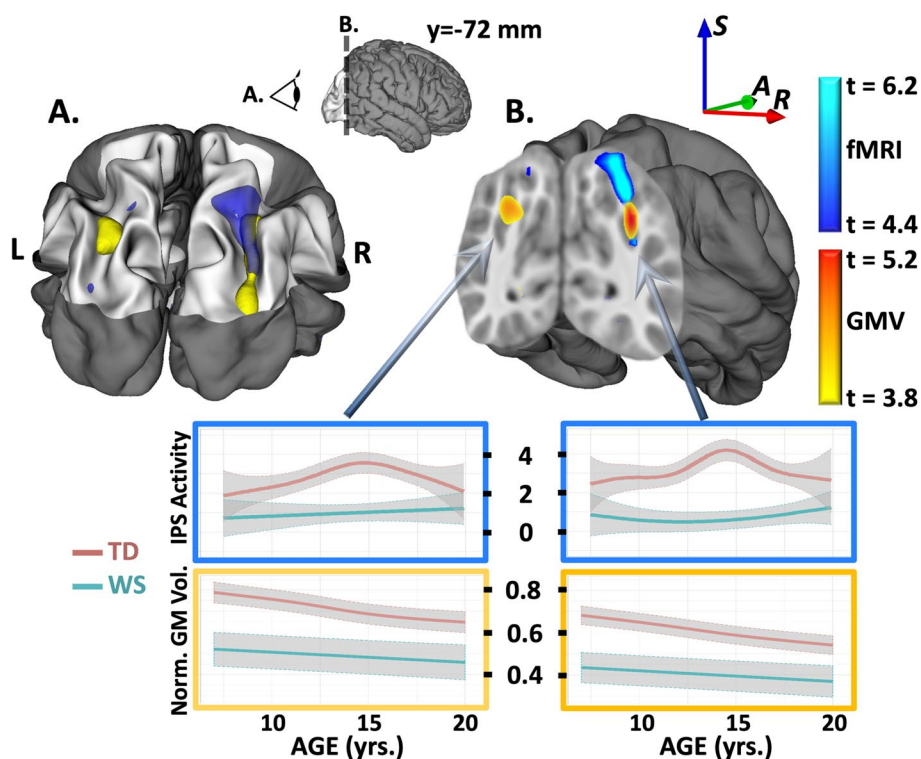 B.
y=-72 mm
A.
A.
B.
L
R
S
A
R
t = 6.2
fMRI
t = 4.4
t = 5.2
GMV
t = 3.8
IPS Activity
4
2
0
TD
WS
Norm. GM Vol.
0.8
0.6
0.4
10 15 20
10 15 20
AGE (yrs.)
AGE (yrs.)